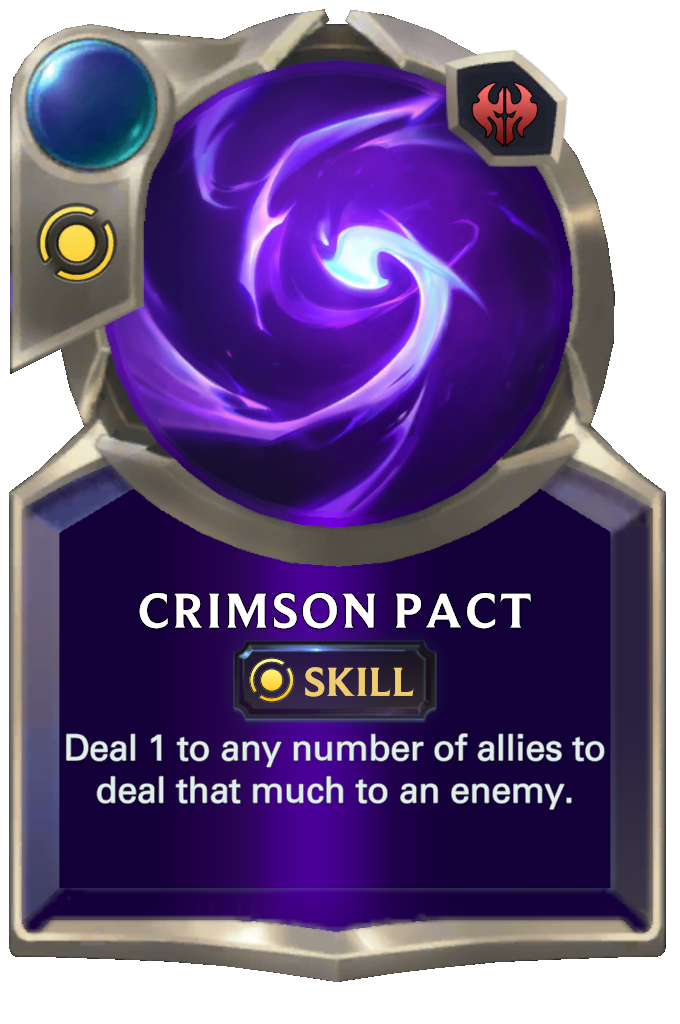 CRIMSON PACT
SKILL
Deal 1 to any number of allies to
deal that much to an enemy.